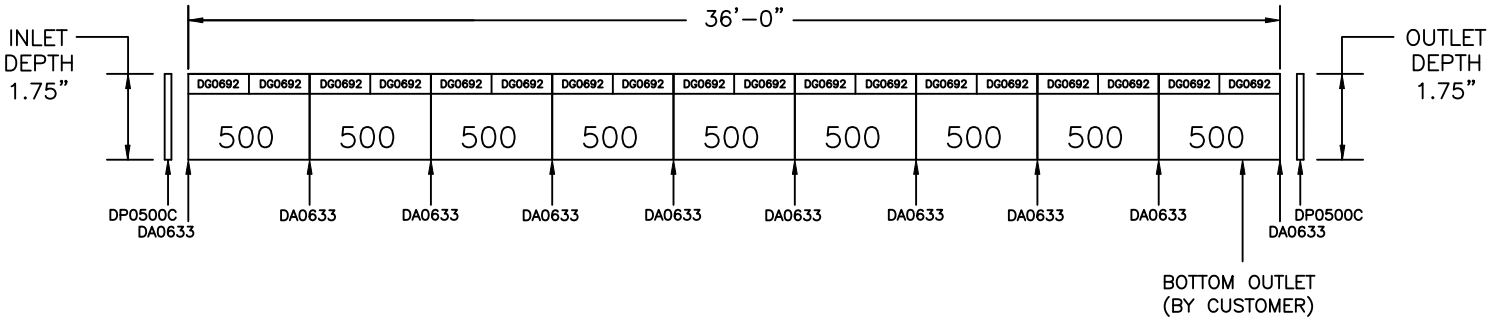 36'-0"
INLET
DEPTH
1.75"
OUTLET
DEPTH
1.75"
DG0692 DG0692 DG0692 DG0692 DG0692 DG0692 DG0692 DG0692 DG0692 DG0692 DG0692 DG0692 DG0692 DG0692 DG0692 DG0692 DG0692 DG0692
500 500 500 500 500 500 500 500 500
DP0500C DA0633 DA0633 DA0633 DA0633 DA0633 DA0633 DA0633 DA0633 DP0500C
DA0633 DA0633
BOTTOM OUTLET
(BY CUSTOMER)